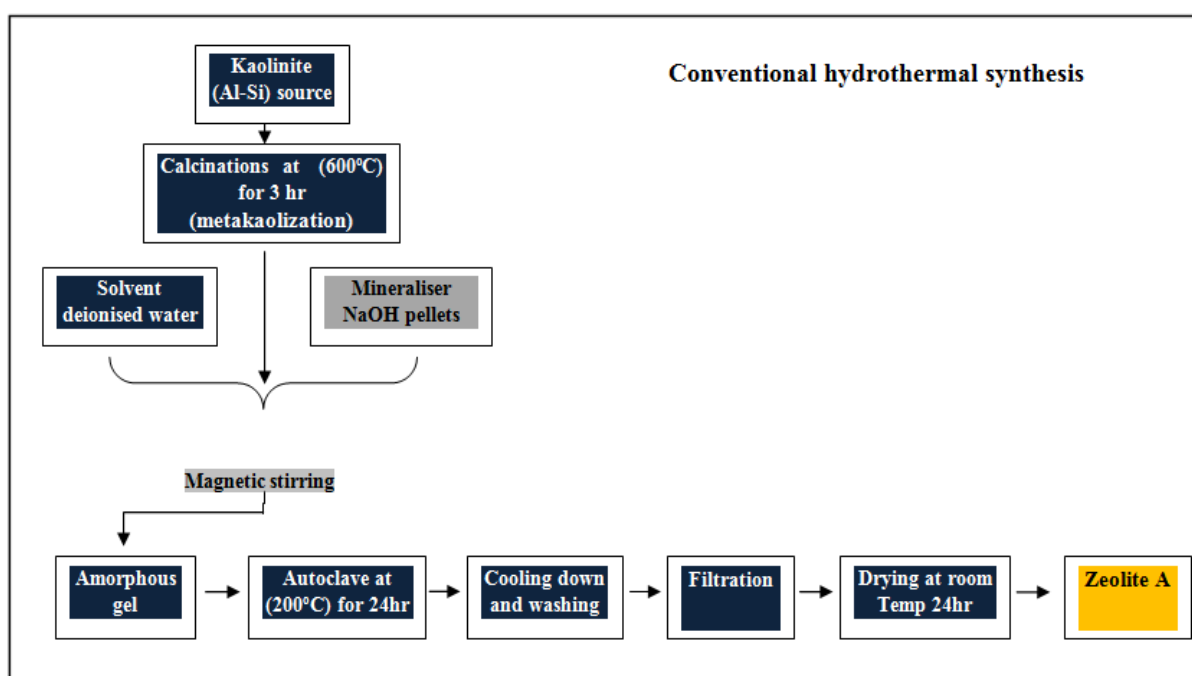 Conventional hydrothermal synthesis
Kaolinite
(Al-Si) source
Calcinations at (600ºC)
for 3 hr
(metakaolization)
Solvent
deionised water
Mineraliser
NaOH pellets
Magnetic stirring
Amorphous
gel
Autoclave at
(200ºC) for 24hr
Cooling down
and washing
Filtration
Drying at room
Temp 24hr
Zeolite A